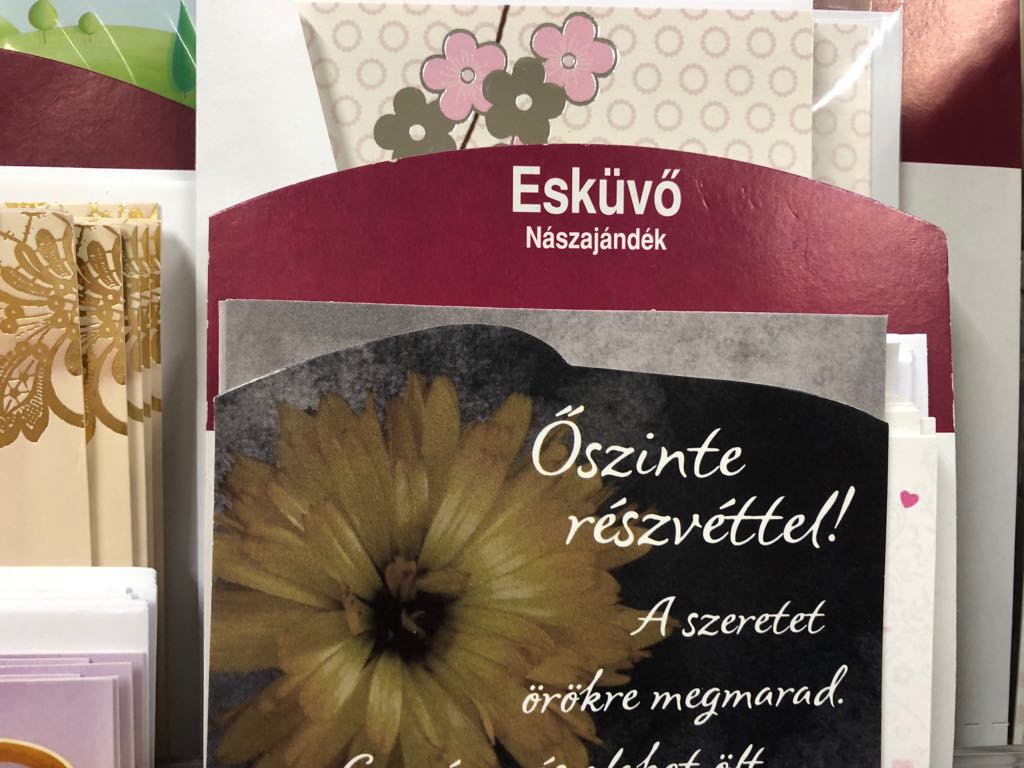 Esküvő
Nászajándék
Őszinte
részvéttel!
A szeretet
örökre megmarad.